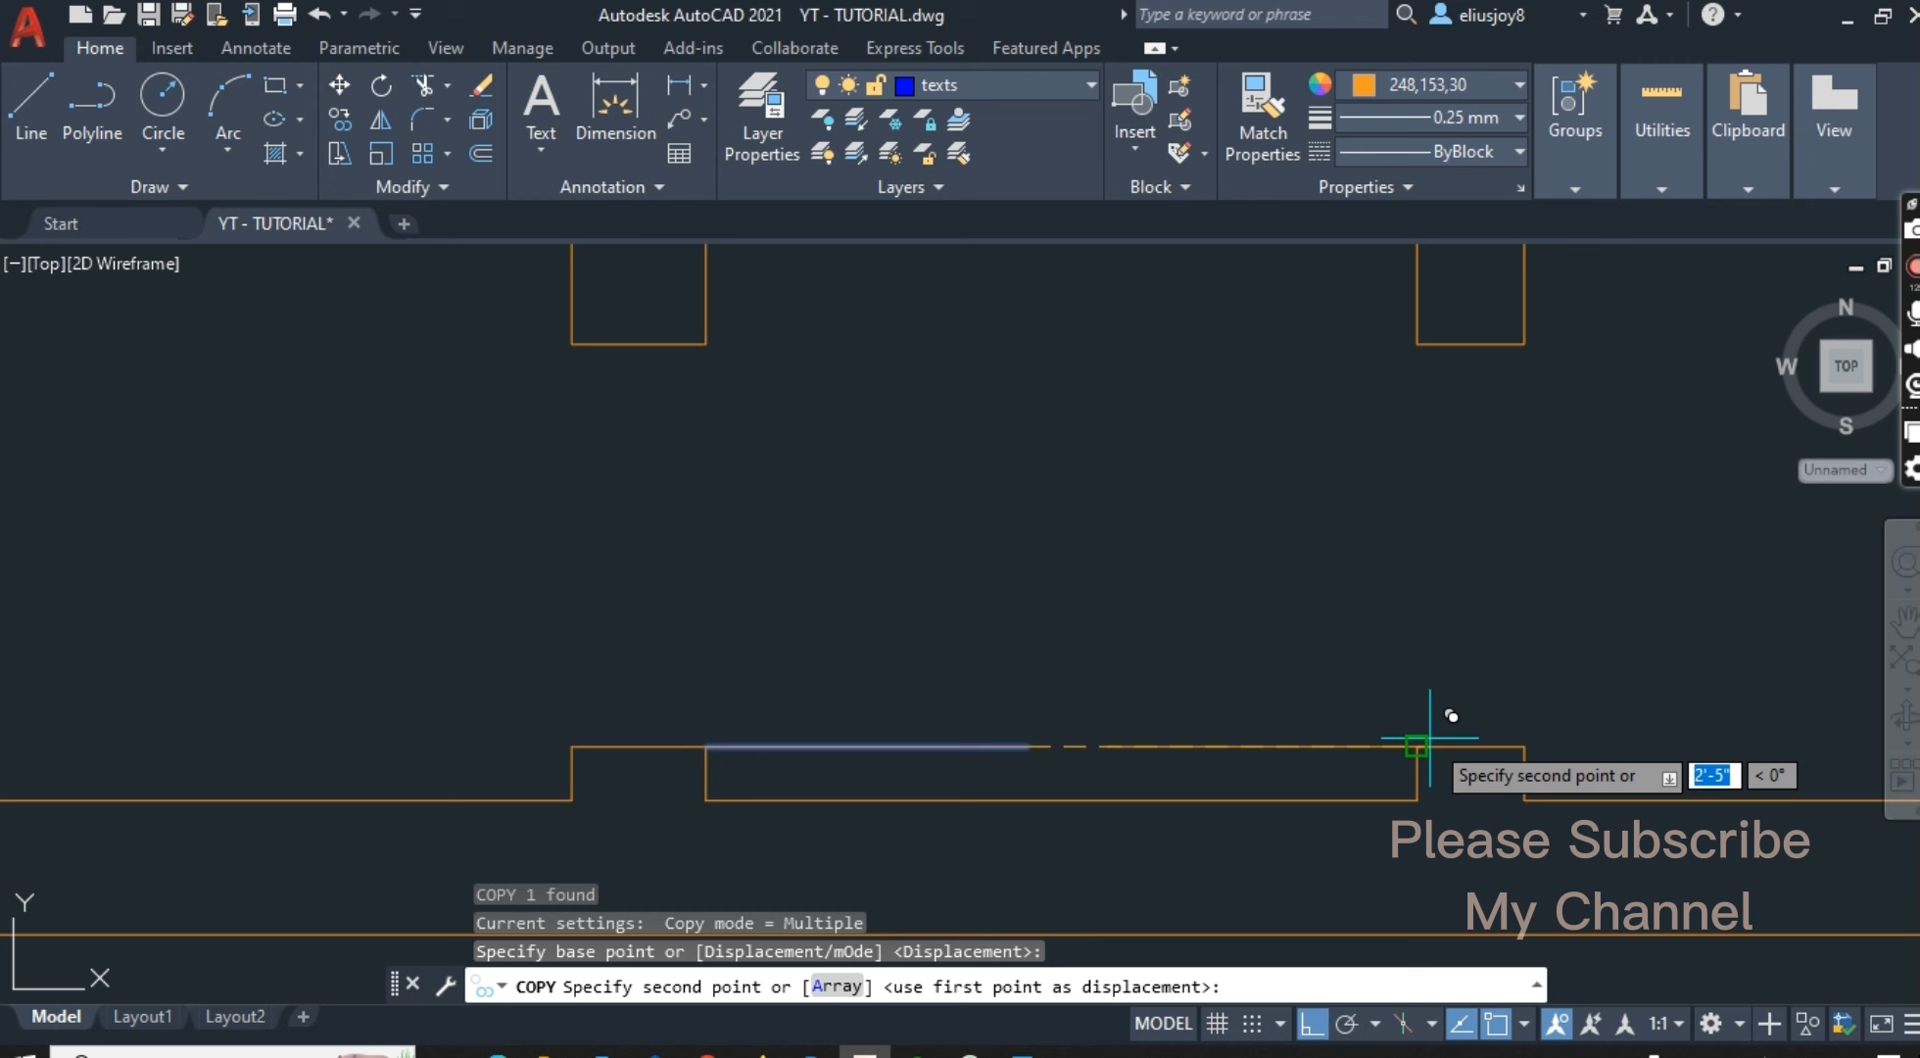 Autodesk AutoCAD 2021 YT - TUTORIAL.dwg
Type a keyword or phrase
eliusjoy8
Home Insert Annotate Parametric View Manage Output Add-ins Collaborate Express Tools Featured Apps
Line Polyline Circle Arc
Text Dimension
Layer Properties
texts
Insert
Match Properties
248,153,30
0.25 mm
ByBlock
Groups Utilities Clipboard View
Draw Modify Annotation Layers Block Properties
Start YT - TUTORIAL*
[−][Top][2D Wireframe]
N
W TOP
S
Unnamed
Specify second point or 2'-5" < 0°
Please Subscribe
My Channel
COPY 1 found
Current settings: Copy mode = Multiple
Specify base point or [Displacement/mOde] <Displacement>:
COPY Specify second point or [Array] <use first point as displacement>:
Y
X
Model Layout1 Layout2
MODEL 1:1